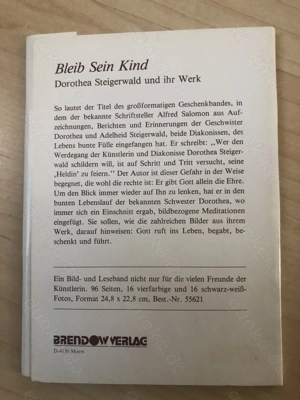 Bleib Sein Kind
Dorothea Steigerwald und ihr Werk
So lautet der Titel des großformatigen Geschenkbandes, in
dem der bekannte Schriftsteller Alfred Salomon aus Auf-
zeichnungen, Berichten und Erinnerungen der Geschwister
Dorothea und Adelheid Steigerwald, beide Diakonissen, des
Lebens bunte Fülle eingefangen hat. Er schreibt: „Wer den
Werdegang der Künstlerin und Diakonisse Dorothea Steiger-
wald schildern will, ist auf Schritt und Tritt versucht, seine
‚Heidin’ zu feiern.” Der Autor ist dieser Gefahr in der Weise
begegnet, die wohl die rechte ist: Er gibt Gott allein die Ehre.
Um den Blick immer wieder auf Ihn zu lenken, hat er in den
bunten Lebenslauf der bekannten Schwester Dorothea, wo
immer sich ein Einschnitt ergab, bildbezogene Meditationen
eingefügt. Sie sollen, wie die zahlreichen Bilder aus ihrem
Werk, darauf hinweisen: Gott ruft ins Leben, begabt, be-
schenkt und führt.
Ein Bild- und Leseband nicht nur für die vielen Freunde der
Künstlerin. 96 Seiten, 16 vierfarbige und 16 schwarz-weiß-
Fotos, Format 24,8 x 22,8 cm, Best.-Nr. 55621
BRENDOW VERLAG
Moers